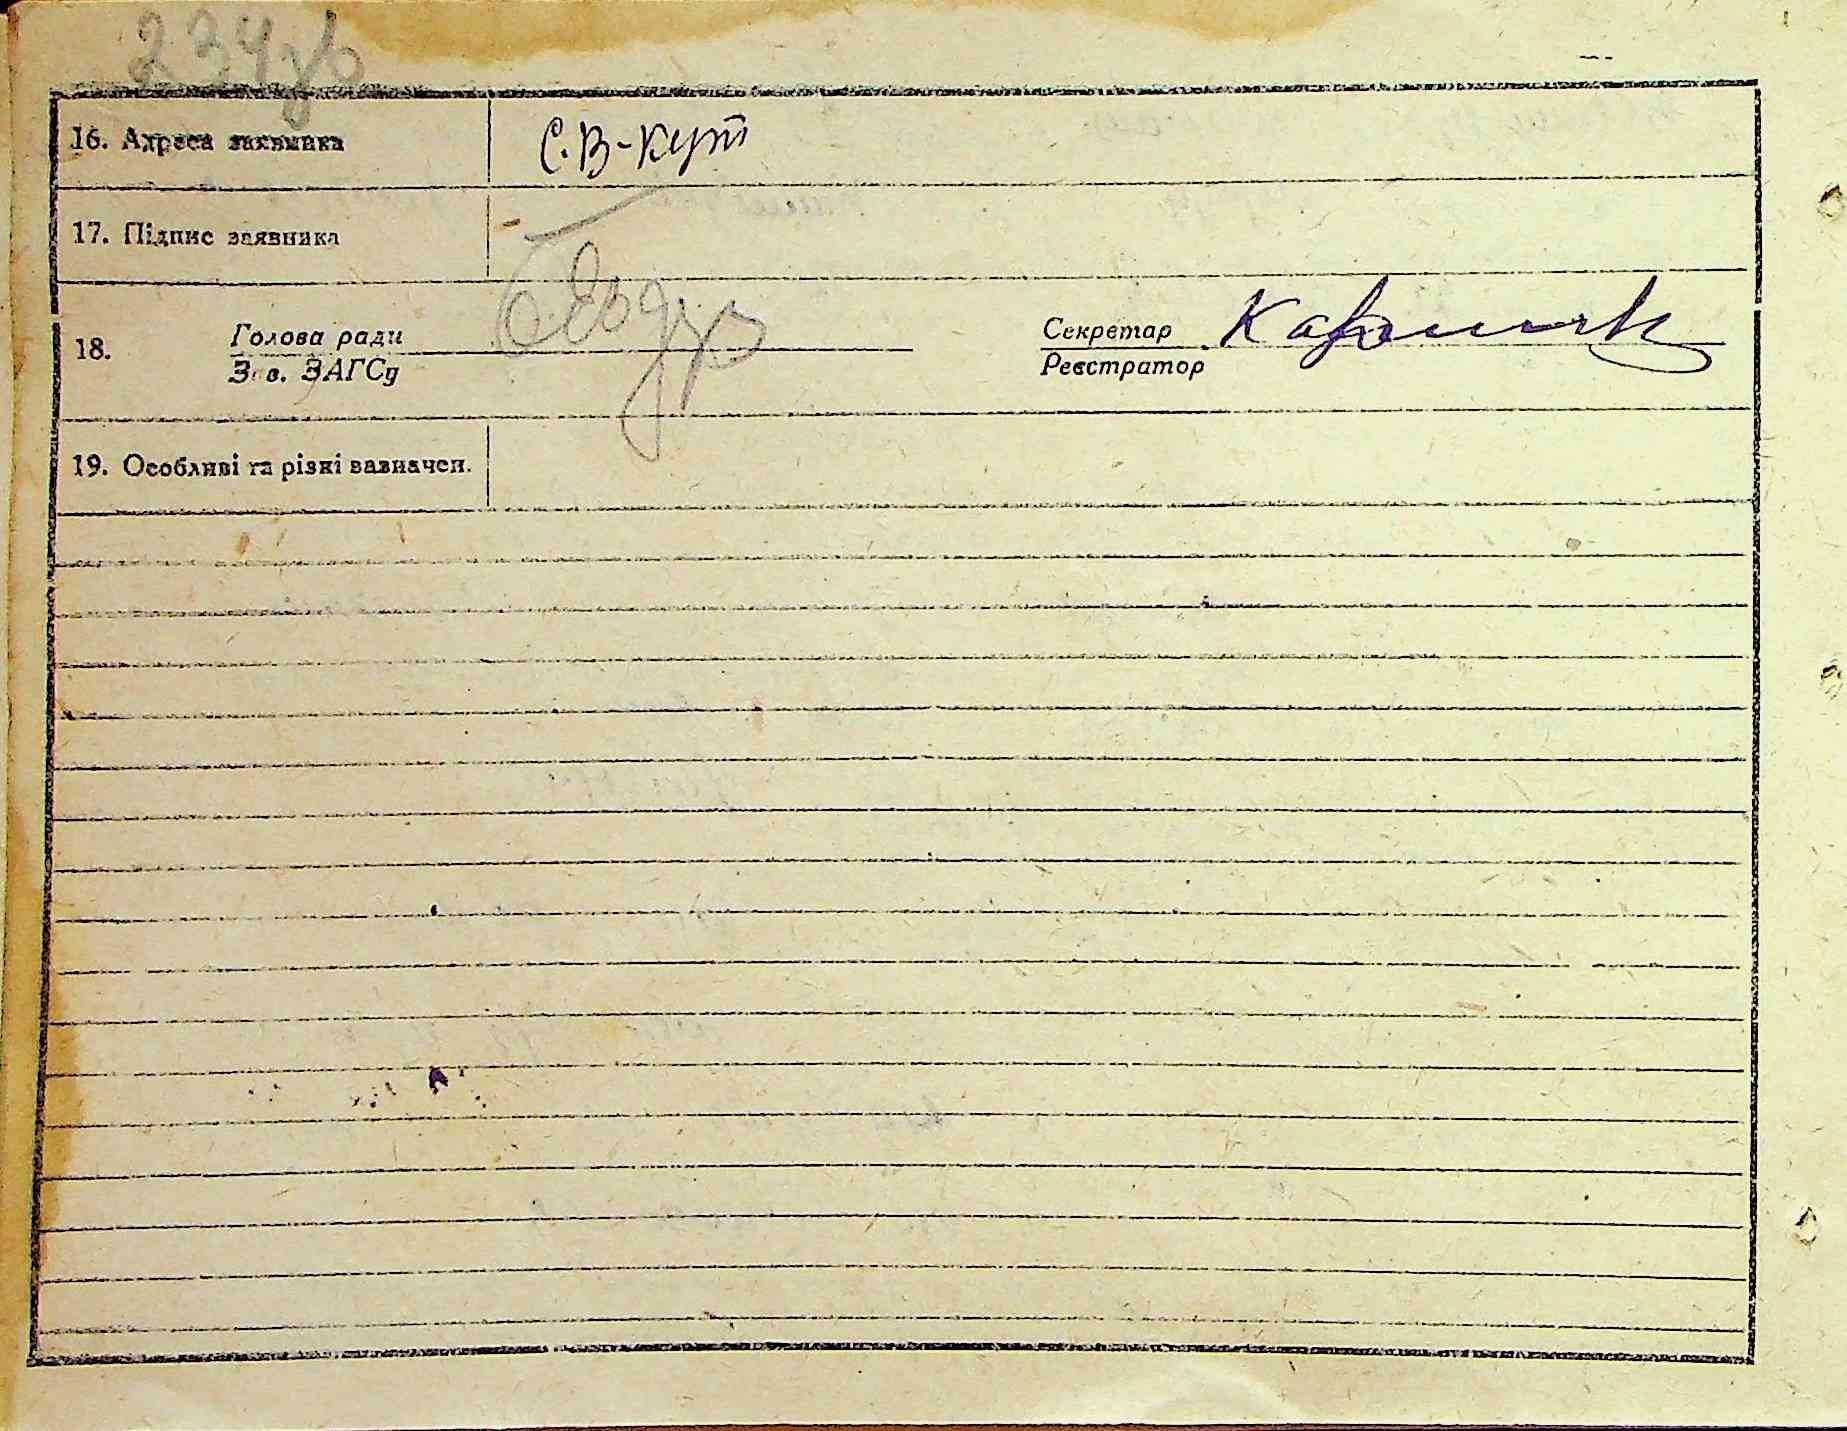 234зв
16. Адреса заявника
С. В-Кут
17. Підпис заявника
18. Голова ради
Зав. ЗАГСу
Секретар
Реєстратор
19. Особливі та різні зазначен.